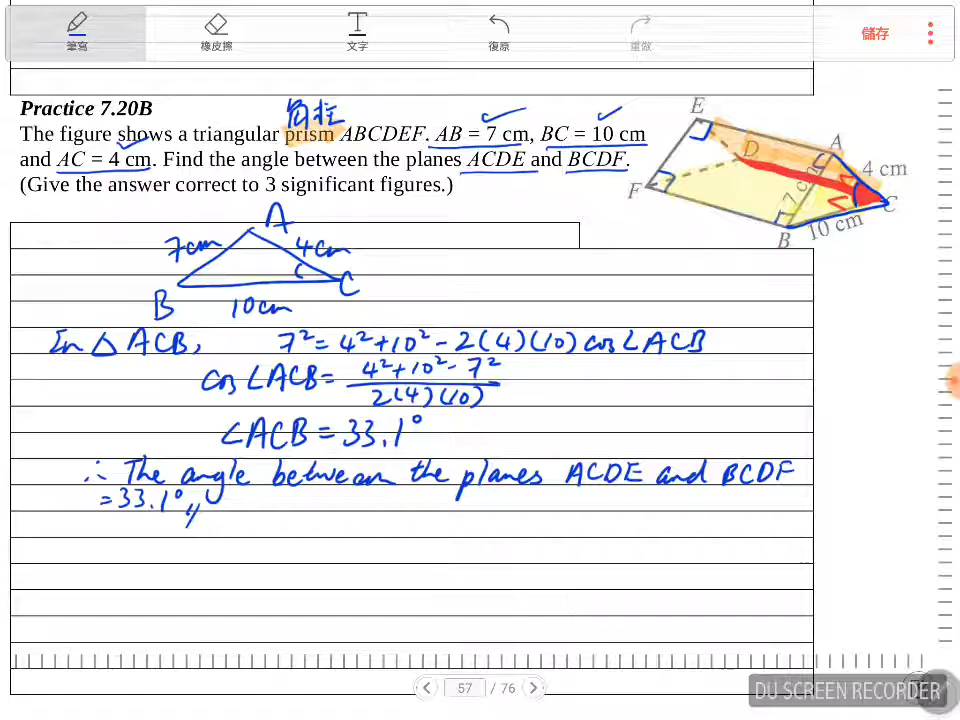 筆寫 橡皮擦 文字 復原 重做 儲存
Practice 7.20B
角柱
The figure shows a triangular prism ABCDEF. AB = 7 cm, BC = 10 cm
and AC = 4 cm. Find the angle between the planes ACDE and BCDF.
(Give the answer correct to 3 significant figures.)
E
D
A
4 cm
F
7 cm
C
B
10 cm
A
7cm
4cm
B
10cm
C
In △ ACB, 7² = 4² + 10² - 2(4)(10) cos∠ACB
cos∠ACB = 4² + 10² - 7² / 2(4)(10)
∠ACB = 33.1°
∴ The angle between the planes ACDE and BCDF
= 33.1°
57 / 76
DU SCREEN RECORDER